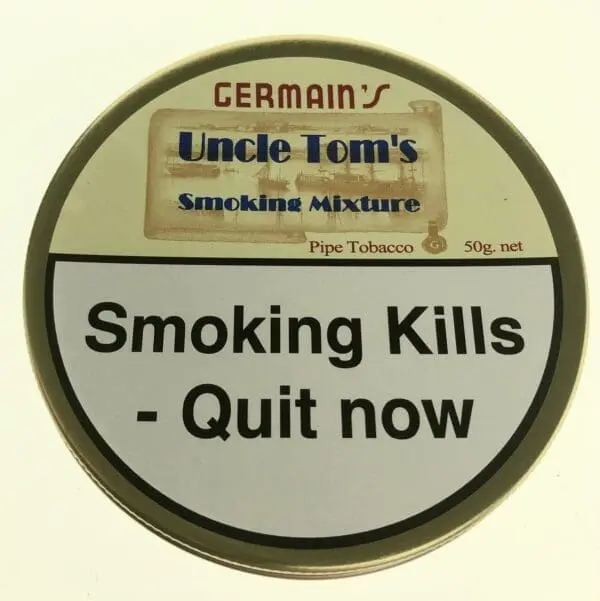 GERMAIN'S
Uncle Tom's
Smoking Mixture
Pipe Tobacco G 50g. net
Smoking Kills
- Quit now